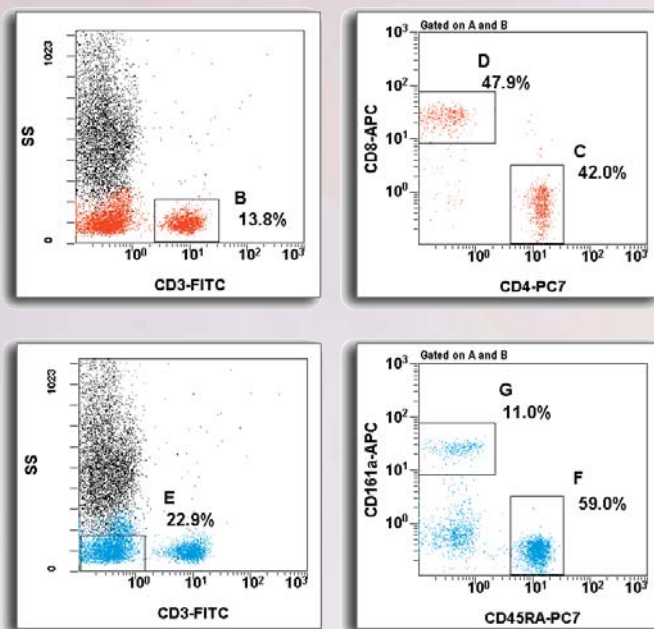 1023
SS
0
B
13.8%
10⁰ 10¹ 10² 10³
CD3-FITC
Gated on A and B
10³
10²
10¹
10⁰
CD8-APC
D
47.9%
C
42.0%
10⁰ 10¹ 10² 10³
CD4-PC7
1023
SS
0
E
22.9%
10⁰ 10¹ 10² 10³
CD3-FITC
Gated on A and B
10³
10²
10¹
10⁰
CD161a-APC
G
11.0%
F
59.0%
10⁰ 10¹ 10² 10³
CD45RA-PC7